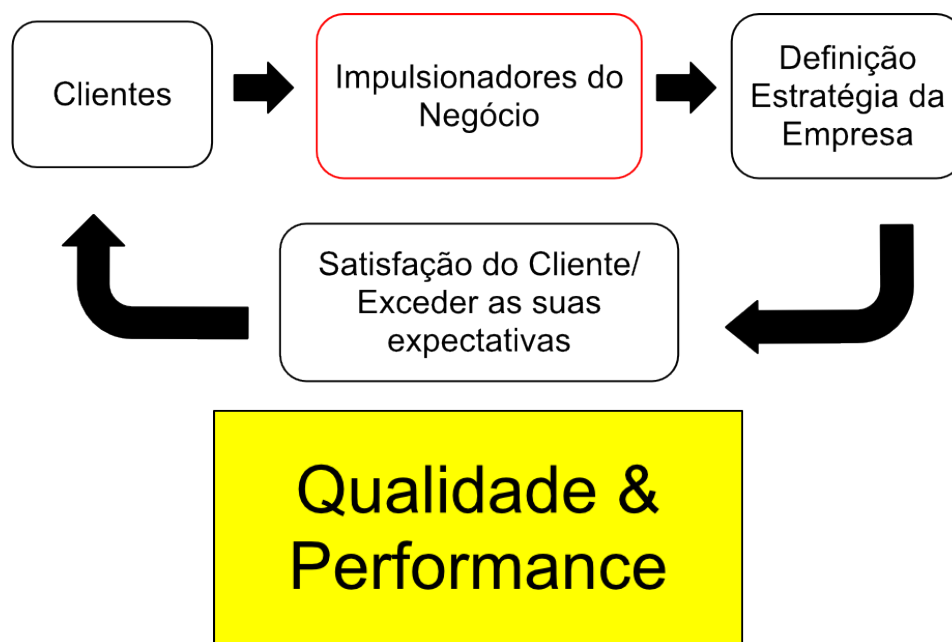 Clientes
Impulsionadores do
Negócio
Definição
Estratégia da
Empresa
Satisfação do Cliente/
Exceder as suas
expectativas
Qualidade &
Performance